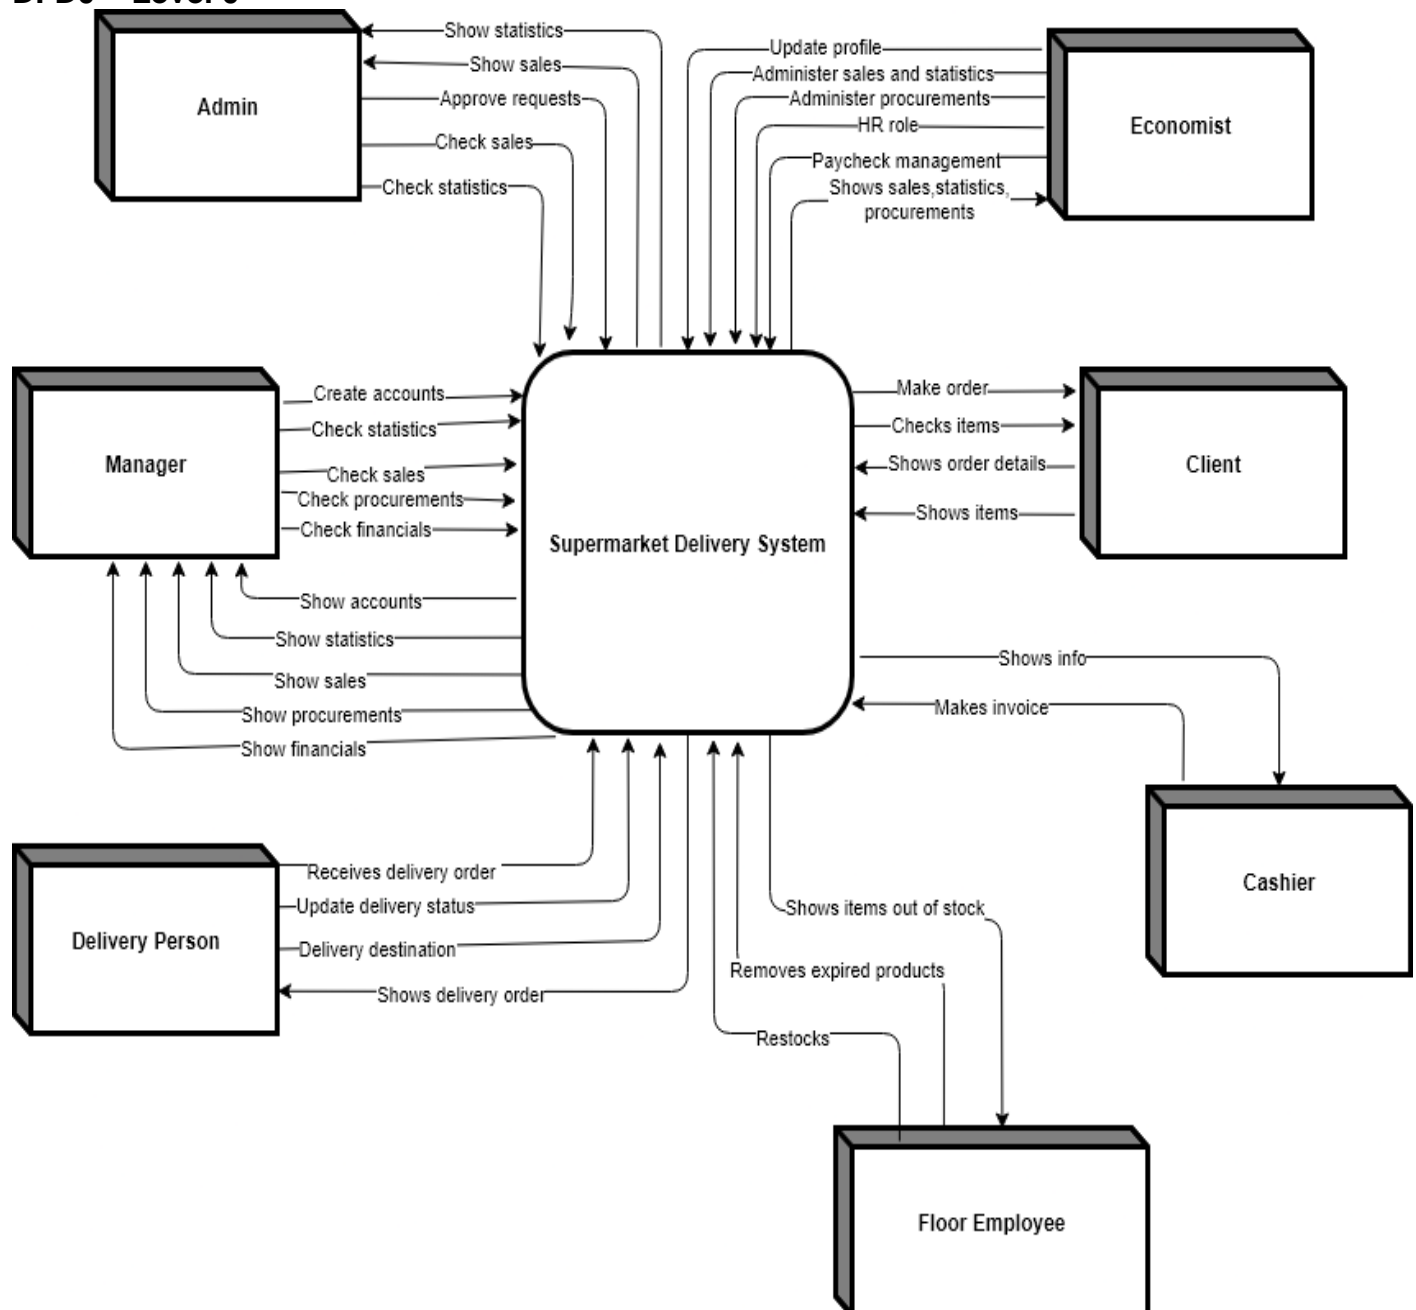 Show statistics
Show sales
Approve requests
Check sales
Check statistics
Admin
Update profile
Administer sales and statistics
Administer procurements
HR role
Paycheck management
Shows sales,statistics,
procurements
Economist
Create accounts
Check statistics
Check sales
Check procurements
Check financials
Manager
Show accounts
Show statistics
Show sales
Show procurements
Show financials
Supermarket Delivery System
Make order
Checks items
Shows order details
Shows items
Client
Shows info
Makes invoice
Cashier
Receives delivery order
Update delivery status
Delivery destination
Shows delivery order
Delivery Person
Shows items out of stock
Removes expired products
Restocks
Floor Employee